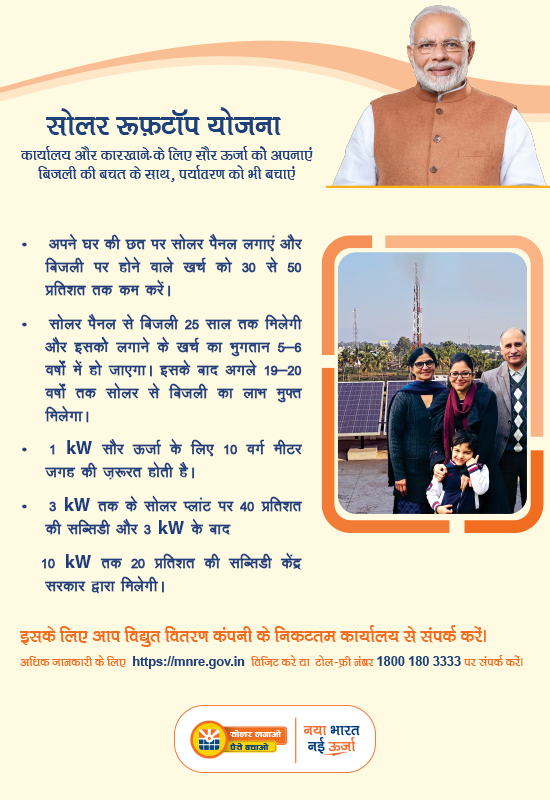 सोलर रूफ़टॉप योजना
कार्यालय और कारखाने के लिए सौर ऊर्जा को अपनाएं
बिजली की बचत के साथ, पर्यावरण को भी बचाएं
• अपने घर की छत पर सोलर पैनल लगाएं और
बिजली पर होने वाले खर्च को 30 से 50
प्रतिशत तक कम करें।
• सोलर पैनल से बिजली 25 साल तक मिलेगी
और इसको लगाने के खर्च का भुगतान 5–6
वर्षों में हो जाएगा। इसके बाद अगले 19–20
वर्षों तक सोलर से बिजली का लाभ मुफ्त
मिलेगा।
• 1 kW सौर ऊर्जा के लिए 10 वर्ग मीटर
जगह की ज़रूरत होती है।
• 3 kW तक के सोलर प्लांट पर 40 प्रतिशत
की सब्सिडी और 3 kW के बाद
10 kW तक 20 प्रतिशत की सब्सिडी केंद्र
सरकार द्वारा मिलेगी।
इसके लिए आप विद्युत वितरण कंपनी के निकटतम कार्यालय से संपर्क करें।
अधिक जानकारी के लिए https://mnre.gov.in विज़िट करे या टोल-फ्री नंबर 1800 180 3333 पर संपर्क करें।
सोलर लगाओ
पैसे बचाओ
नया भारत
नई ऊर्जा